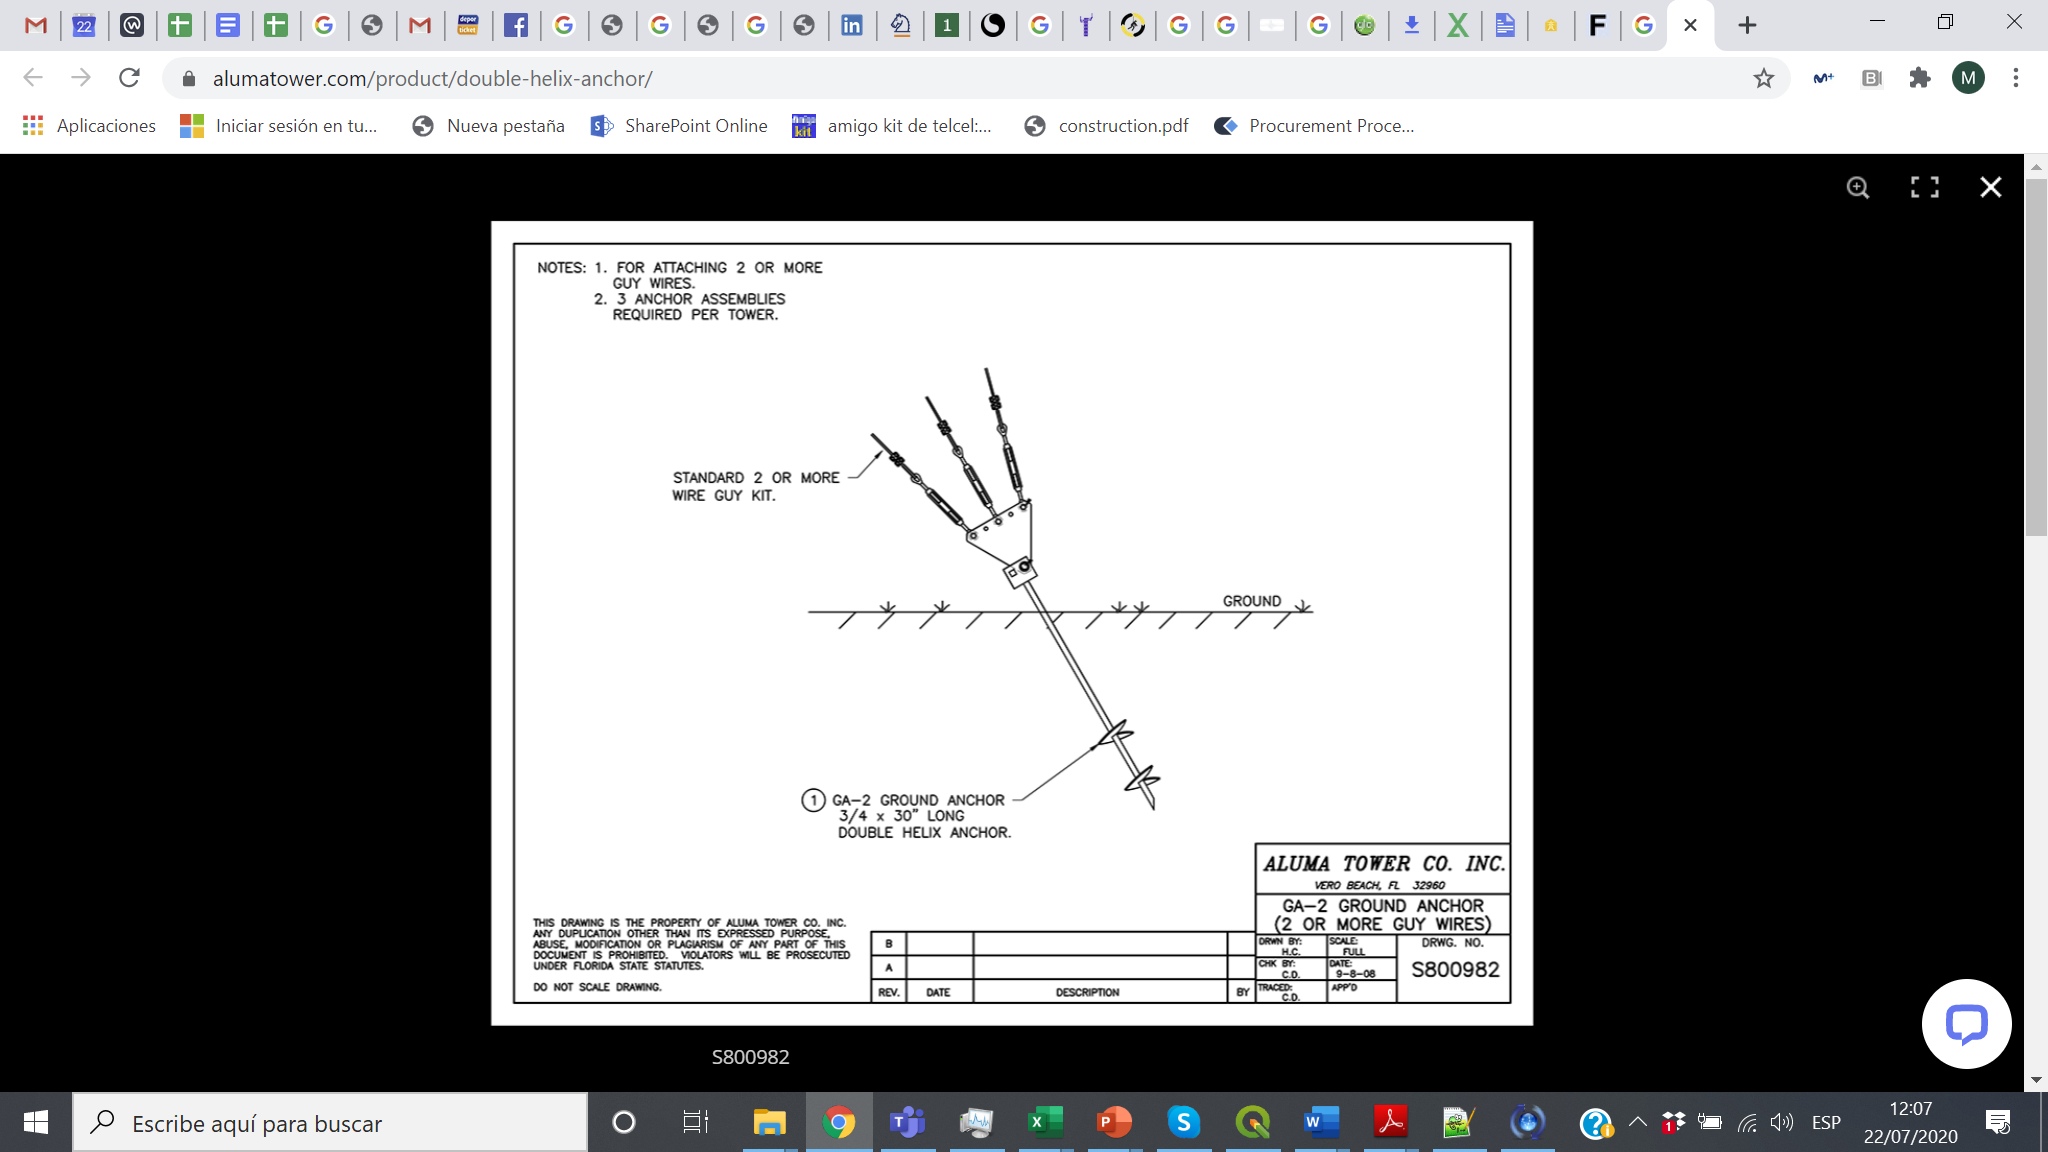 22
1
alumatower.com/product/double-helix-anchor/
M
Aplicaciones
Iniciar sesión en tu...
Nueva pestaña
SharePoint Online
amigo kit de telcel:...
construction.pdf
Procurement Proce...
NOTES: 1. FOR ATTACHING 2 OR MORE
GUY WIRES.
2. 3 ANCHOR ASSEMBLIES
REQUIRED PER TOWER.
STANDARD 2 OR MORE
WIRE GUY KIT.
GROUND
1 GA-2 GROUND ANCHOR
3/4 x 30" LONG
DOUBLE HELIX ANCHOR.
ALUMA TOWER CO. INC.
VERO BEACH, FL 32960
GA-2 GROUND ANCHOR
(2 OR MORE GUY WIRES)
THIS DRAWING IS THE PROPERTY OF ALUMA TOWER CO. INC.
ANY DUPLICATION OTHER THAN ITS EXPRESSED PURPOSE,
ABUSE, MODIFICATION OR PLAGIARISM OF ANY PART OF THIS
DOCUMENT IS PROHIBITED. VIOLATORS WILL BE PROSECUTED
UNDER FLORIDA STATE STATUTES.
DO NOT SCALE DRAWING.
B
A
REV. DATE DESCRIPTION BY
DRWN BY: H.C.
SCALE: FULL
DRWG. NO.
CHK BY: C.D.
DATE: 9-8-08
S800982
TRACED: C.D.
APP'D
S800982
Escribe aquí para buscar
ESP
12:07
22/07/2020